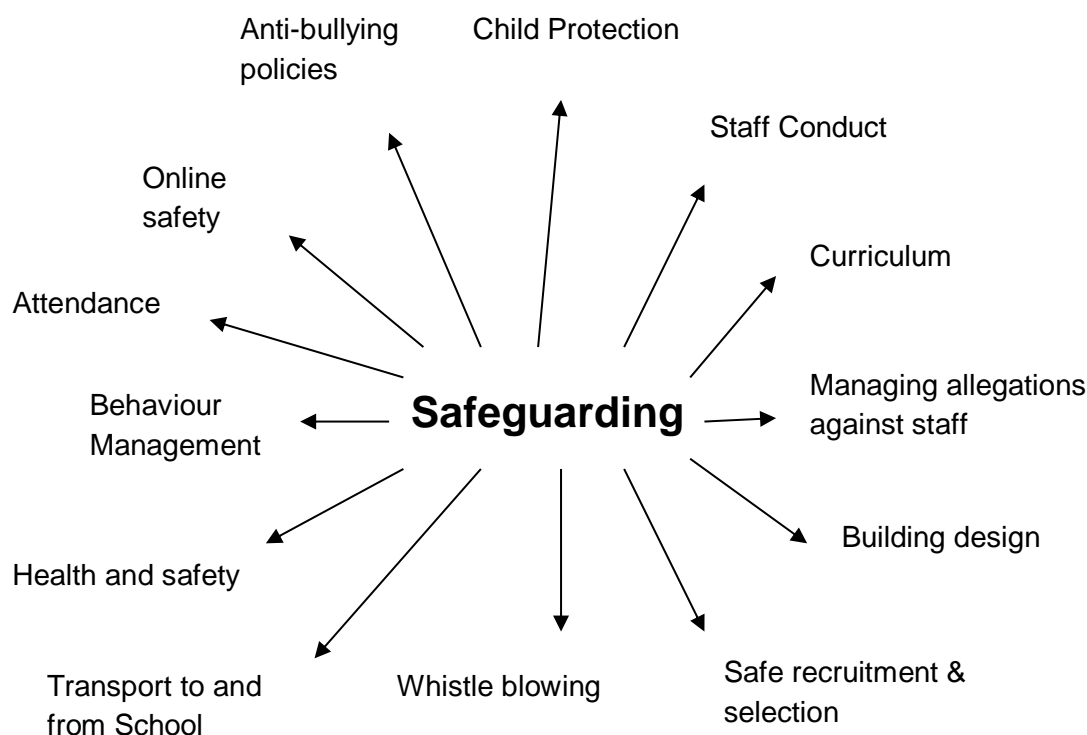 Anti-bullying
policies
Child Protection
Staff Conduct
Online
safety
Curriculum
Attendance
Managing allegations
against staff
Behaviour
Management
Safeguarding
Building design
Health and safety
Safe recruitment &
selection
Whistle blowing
Transport to and
from School